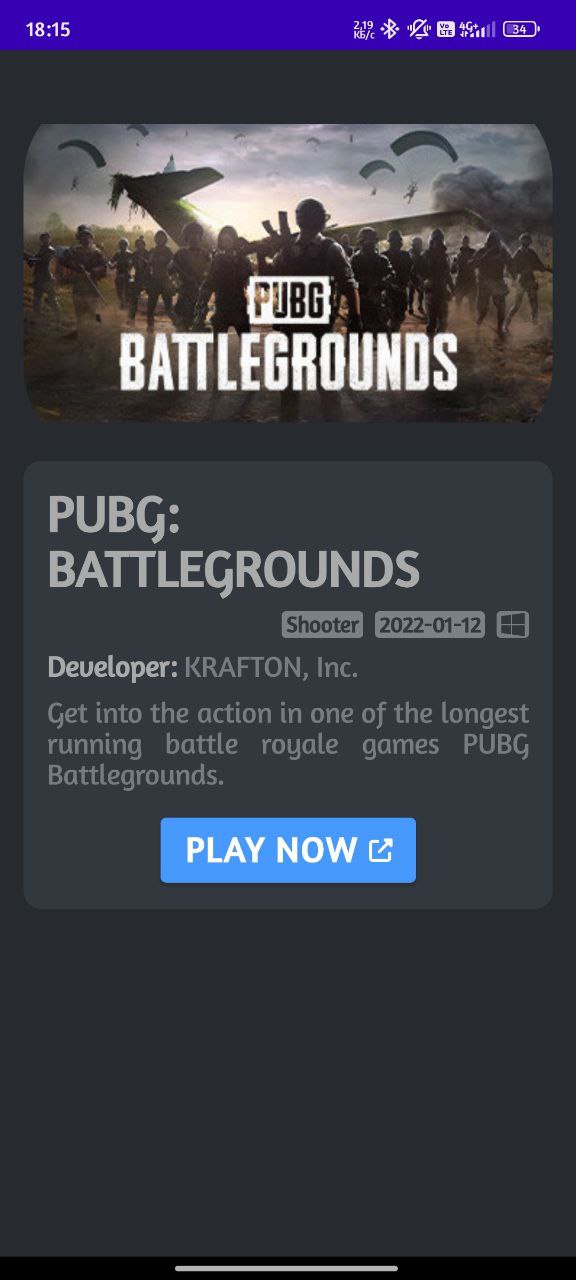 18:15
2,19
КБ/с
Vo
LTE
4G+
34
PUBG
BATTLEGROUNDS
PUBG:
BATTLEGROUNDS
Shooter 2022-01-12
Developer: KRAFTON, Inc.
Get into the action in one of the longest
running battle royale games PUBG
Battlegrounds.
PLAY NOW